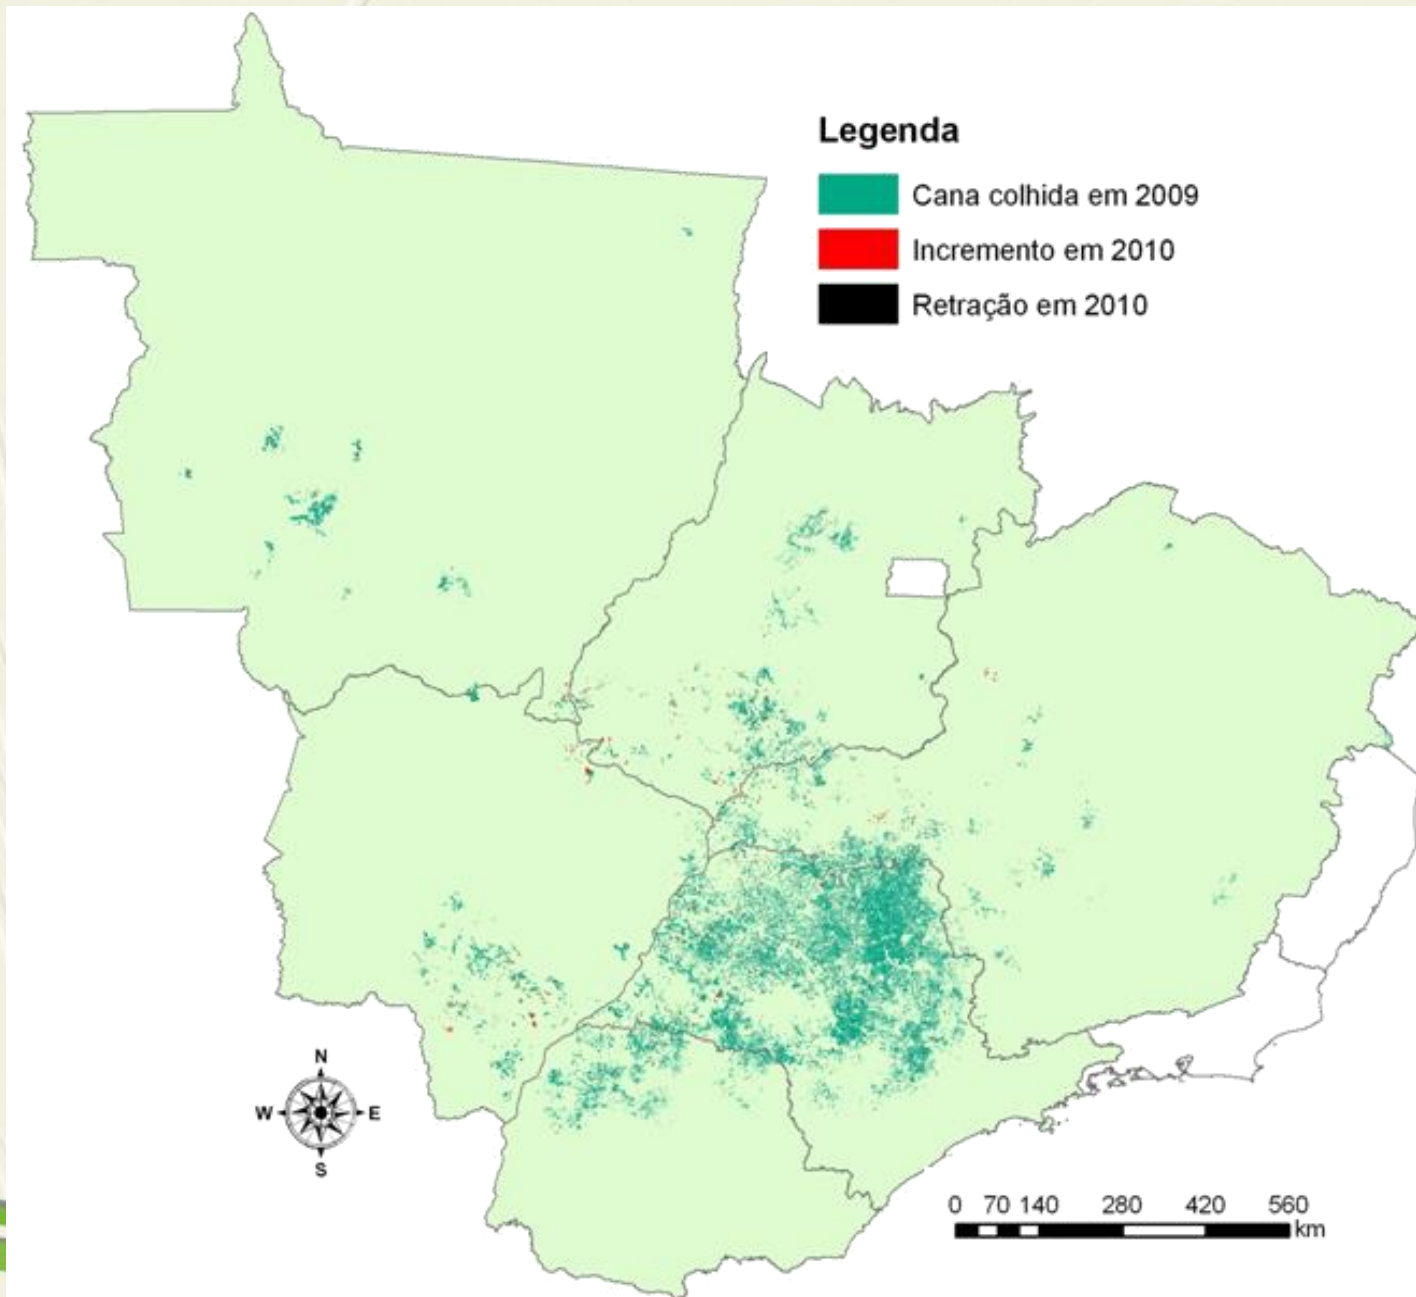 Legenda
Cana colhida em 2009
Incremento em 2010
Retração em 2010
N
W E
S
0 70 140 280 420 560
km